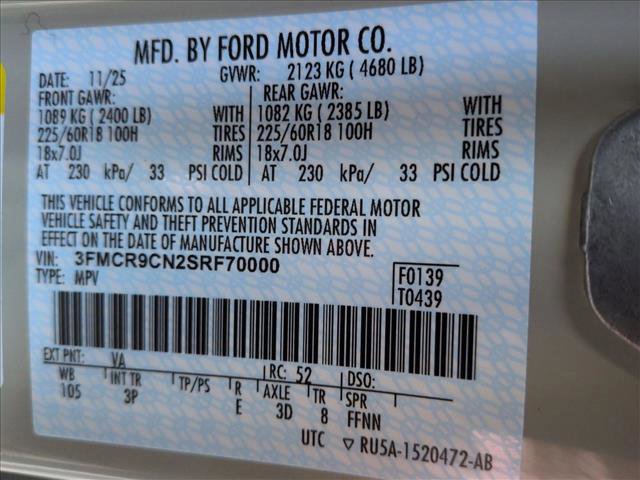 MFD. BY FORD MOTOR CO.
DATE: 11/25 GVWR: 2123 KG ( 4680 LB)
FRONT GAWR: REAR GAWR:
1089 KG ( 2400 LB) WITH 1082 KG ( 2385 LB) WITH
225/60R18 100H TIRES 225/60R18 100H TIRES
18x7.0J RIMS 18x7.0J RIMS
AT 230 kPa/ 33 PSI COLD AT 230 kPa/ 33 PSI COLD
THIS VEHICLE CONFORMS TO ALL APPLICABLE FEDERAL MOTOR
VEHICLE SAFETY AND THEFT PREVENTION STANDARDS IN
EFFECT ON THE DATE OF MANUFACTURE SHOWN ABOVE.
VIN: 3FMCR9CN2SRF70000
TYPE: MPV
F0139
T0439
EXT PNT: VA RC: 52 DSO:
WB INT TR TP/PS R AXLE TR SPR
105 3P E 3D 8 FFNN
UTC ▽ RU5A-1520472-AB